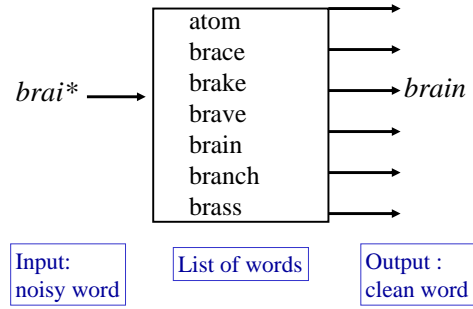 brai*
atom
brace
brake
brave
brain
branch
brass
brain
Input:
noisy word
List of words
Output :
clean word